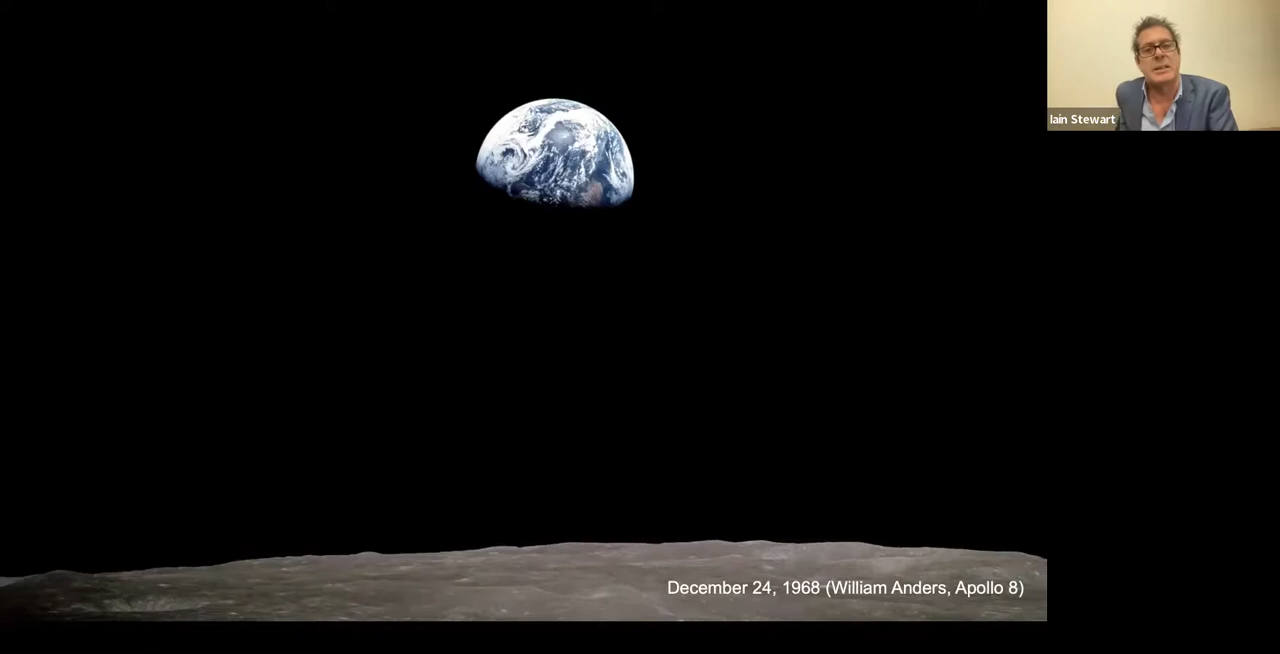 Iain Stewart
December 24, 1968 (William Anders, Apollo 8)